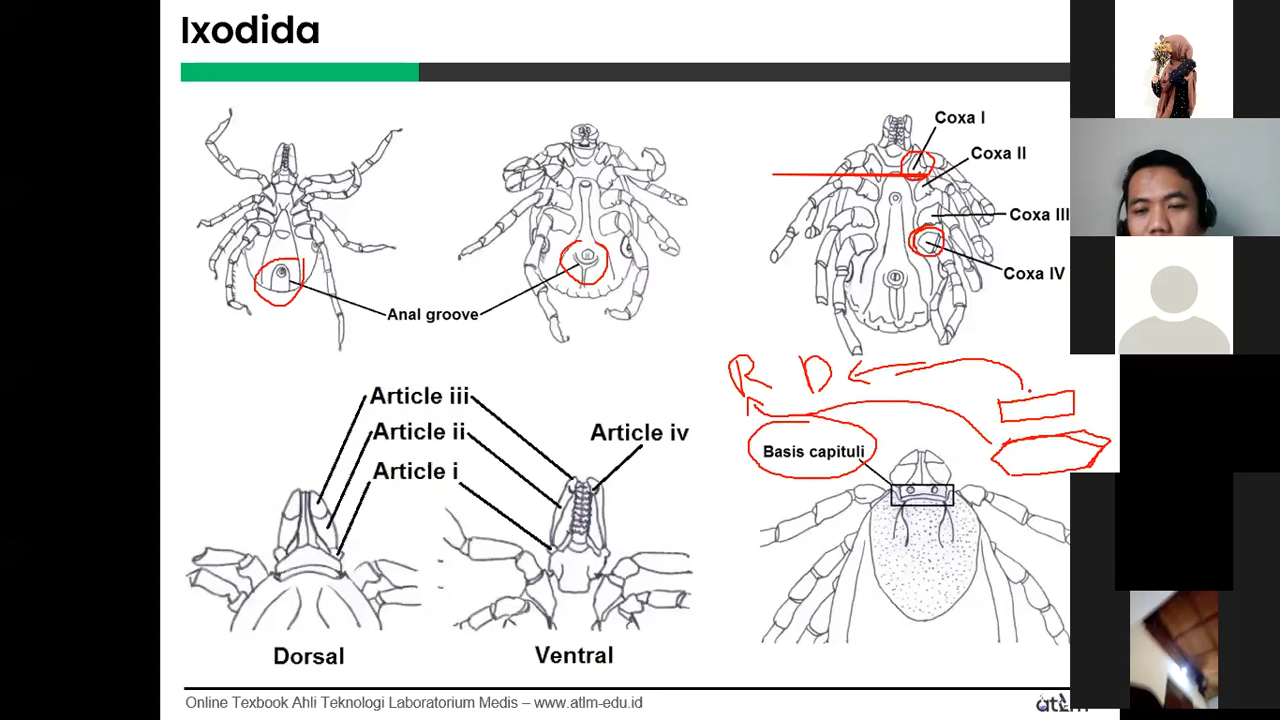 Ixodida
Coxa I
Coxa II
Coxa III
Coxa IV
Anal groove
R D
Article iii
Article ii
Article i
Article iv
Basis capituli
Dorsal
Ventral
Online Texbook Ahli Teknologi Laboratorium Medis – www.atlm-edu.id
atlm